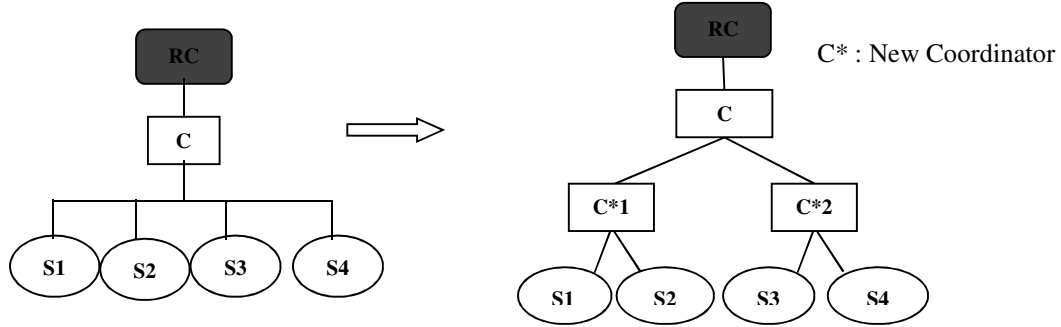 RC
C
S1 S2 S3 S4
RC
C* : New Coordinator
C
C*1 C*2
S1 S2 S3 S4